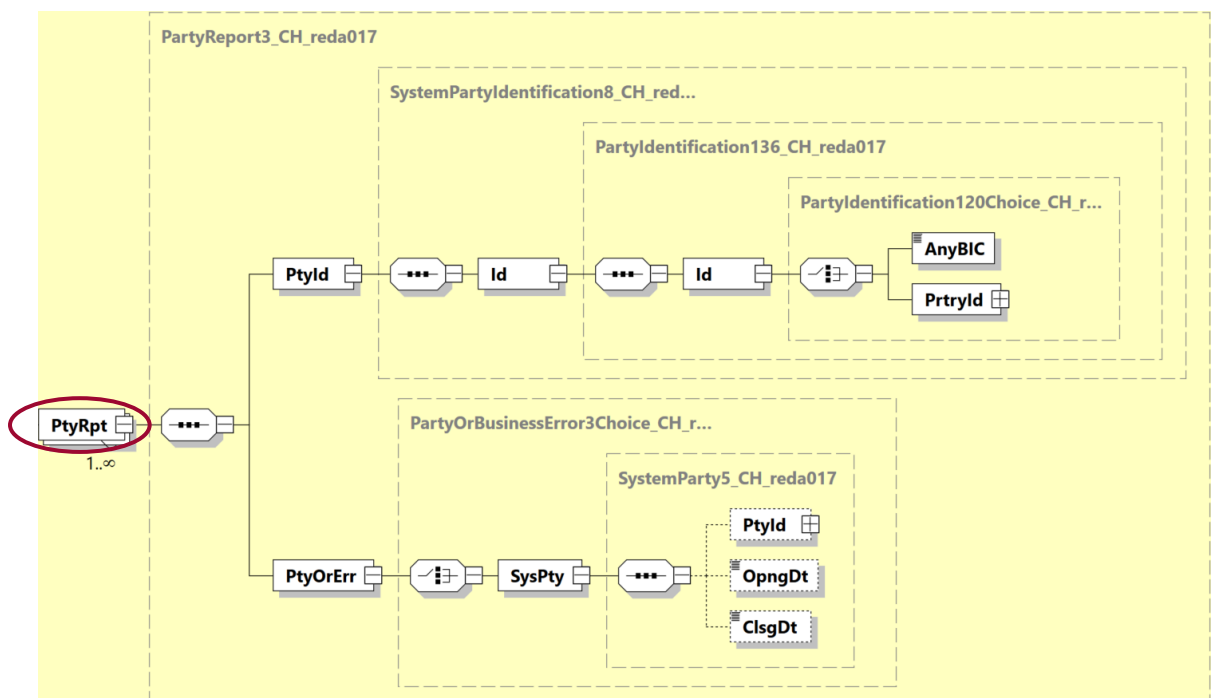 PartyReport3_CH_reda017
SystemPartyIdentification8_CH_red...
PartyIdentification136_CH_reda017
PartyIdentification120Choice_CH_r...
AnyBIC
PtyId
Id
Id
PrtryId
PtyRpt
1..∞
PartyOrBusinessError3Choice_CH_r...
SystemParty5_CH_reda017
PtyId
PtyOrErr
SysPty
OpngDt
ClsgDt